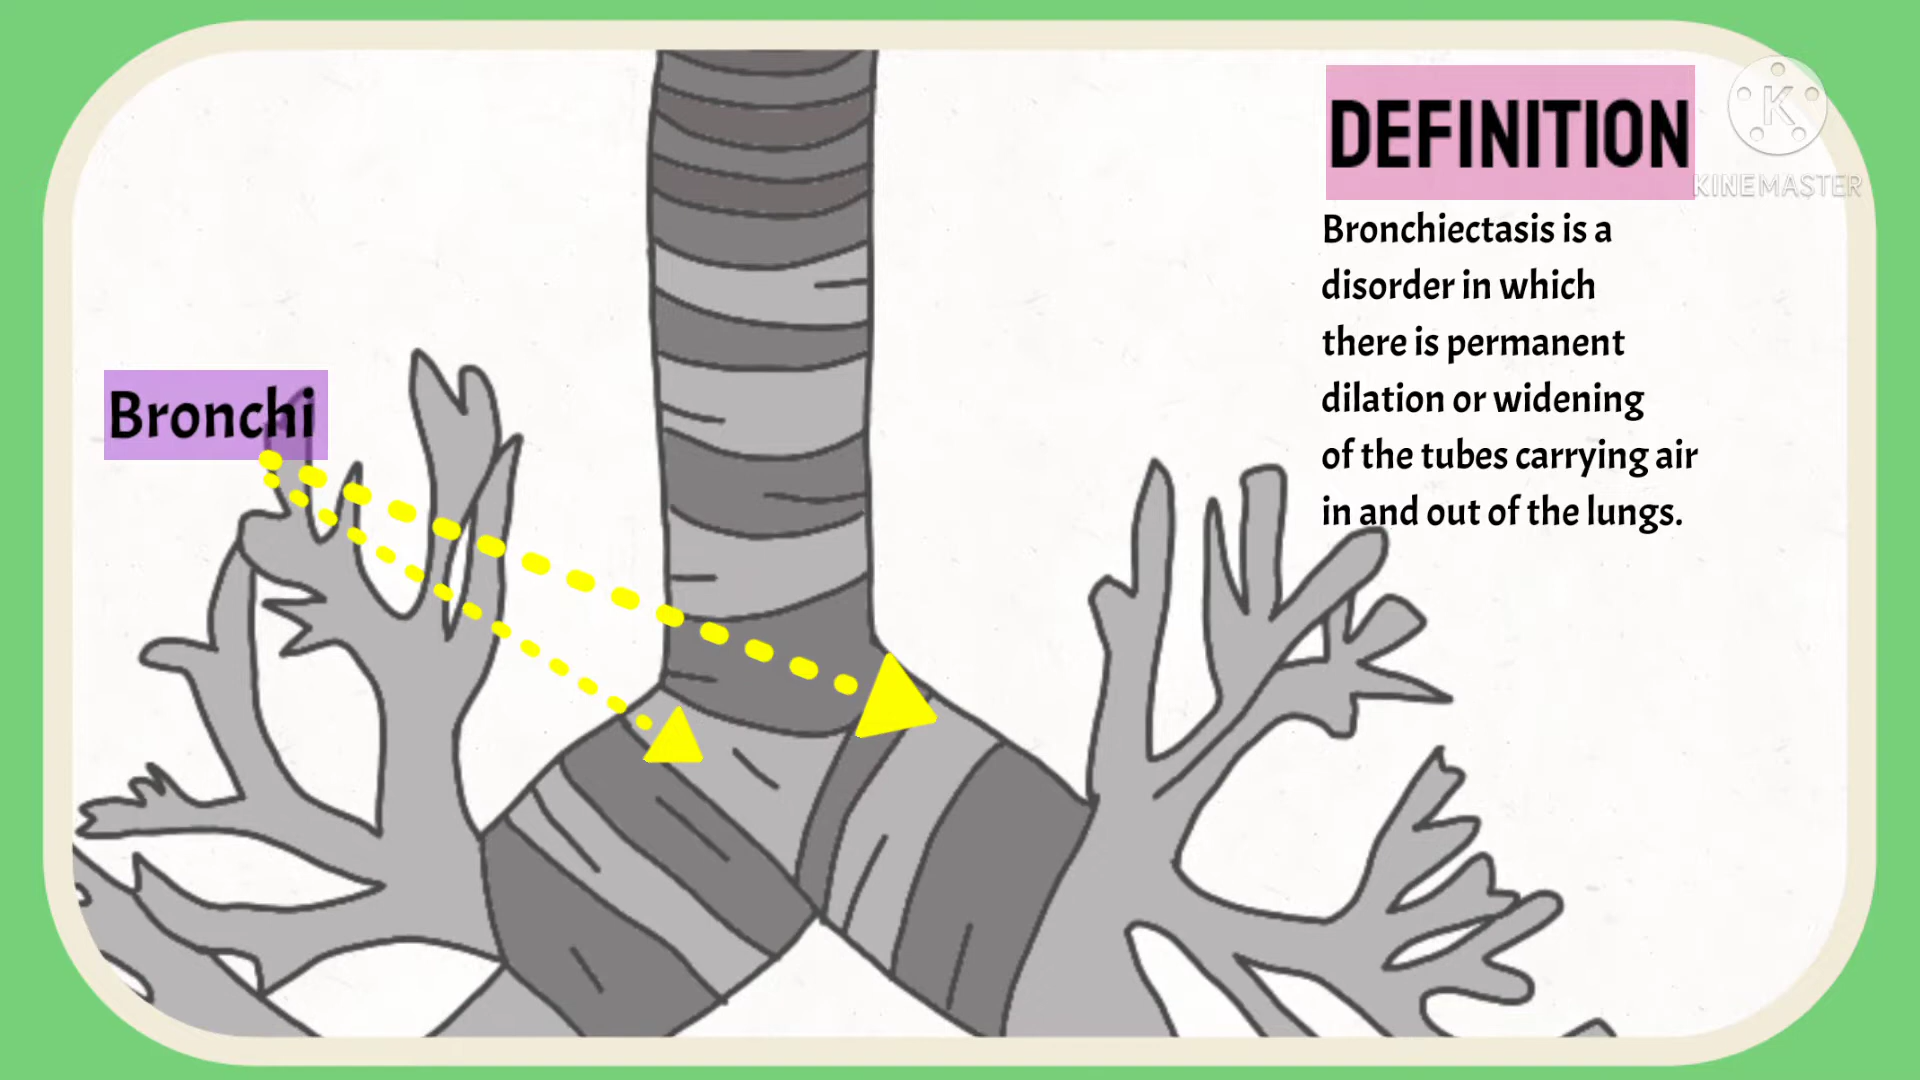 DEFINITION
KINEMASTER
Bronchiectasis is a
disorder in which
there is permanent
dilation or widening
of the tubes carrying air
in and out of the lungs.
Bronchi